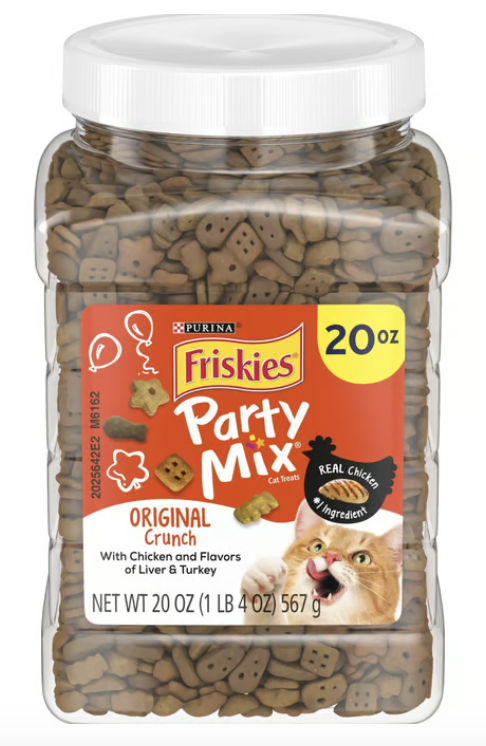 PURINA
Friskies®
20 oz
Party
Mix®
Cat Treats
REAL Chicken
#1 Ingredient
2025642E2 M6162
ORIGINAL
Crunch
With Chicken and Flavors
of Liver & Turkey
NET WT 20 OZ (1 LB 4 OZ) 567 g